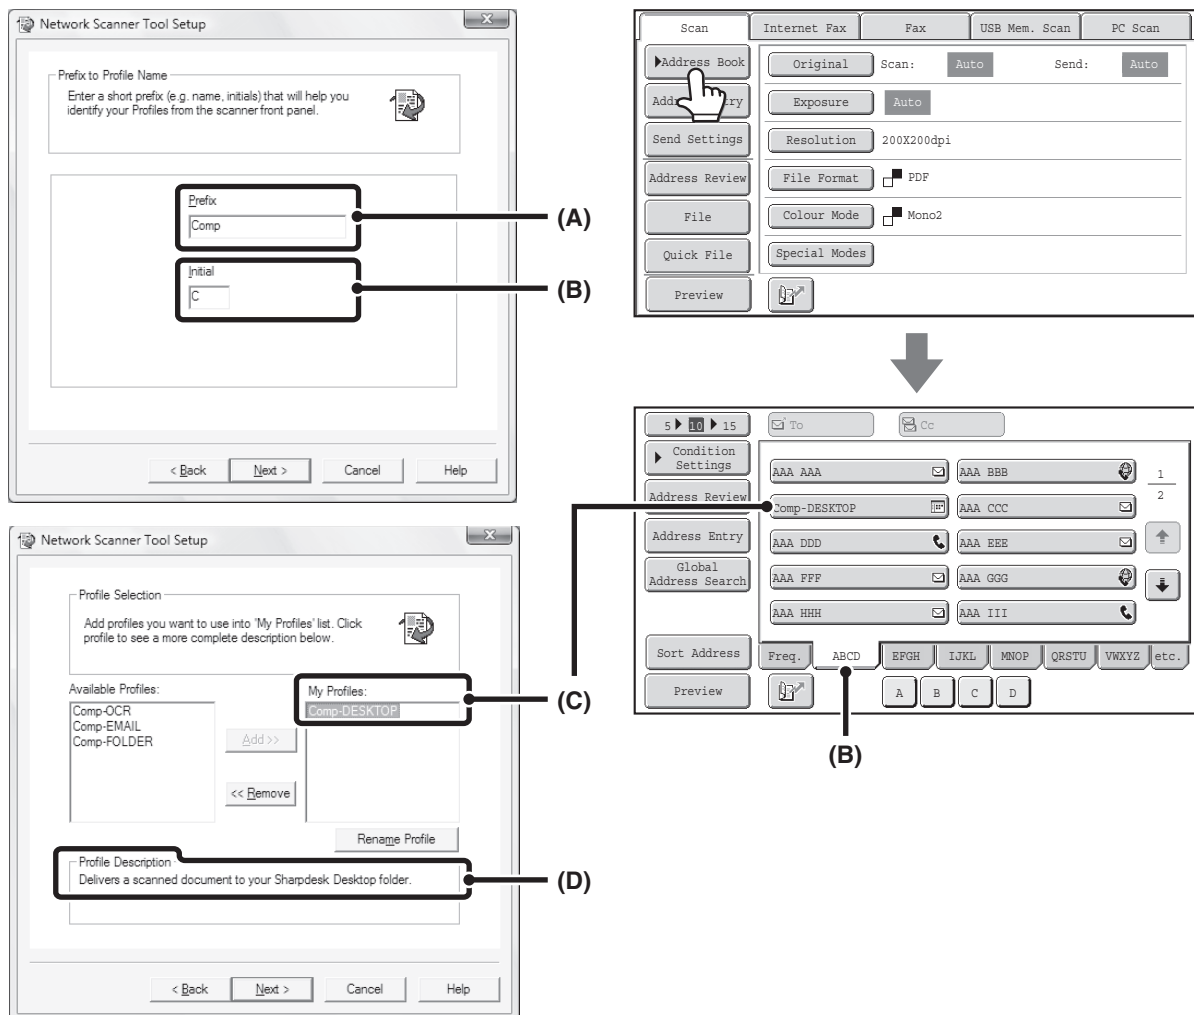 Network Scanner Tool Setup
Prefix to Profile Name
Enter a short prefix (e.g. name, initials) that will help you
identify your Profiles from the scanner front panel.
Prefix
Comp
(A)
Initial
C
(B)
< Back Next > Cancel Help
Network Scanner Tool Setup
Profile Selection
Add profiles you want to use into 'My Profiles' list. Click
profile to see a more complete description below.
Available Profiles:
Comp-OCR
Comp-EMAIL
Comp-FOLDER
Add >>
<< Remove
My Profiles:
Comp-DESKTOP
(C)
Rename Profile
Profile Description
Delivers a scanned document to your Sharpdesk Desktop folder.
(D)
< Back Next > Cancel Help
Scan Internet Fax Fax USB Mem. Scan PC Scan
Address Book Original Scan: Auto Send: Auto
Exposure Auto
Send Settings Resolution 200X200dpi
Address Review File Format PDF
File Colour Mode Mono2
Quick File Special Modes
Preview
5 10 15 To Cc
Condition
Settings
Address Review
Address Entry
Global
Address Search
Sort Address
Preview
AAA AAA AAA BBB
Comp-DESKTOP AAA CCC
AAA DDD AAA EEE
AAA FFF AAA GGG
AAA HHH AAA III
1
2
Freq. ABCD EFGH IJKL MNOP QRSTU VWXYZ etc.
A B C D
(B)